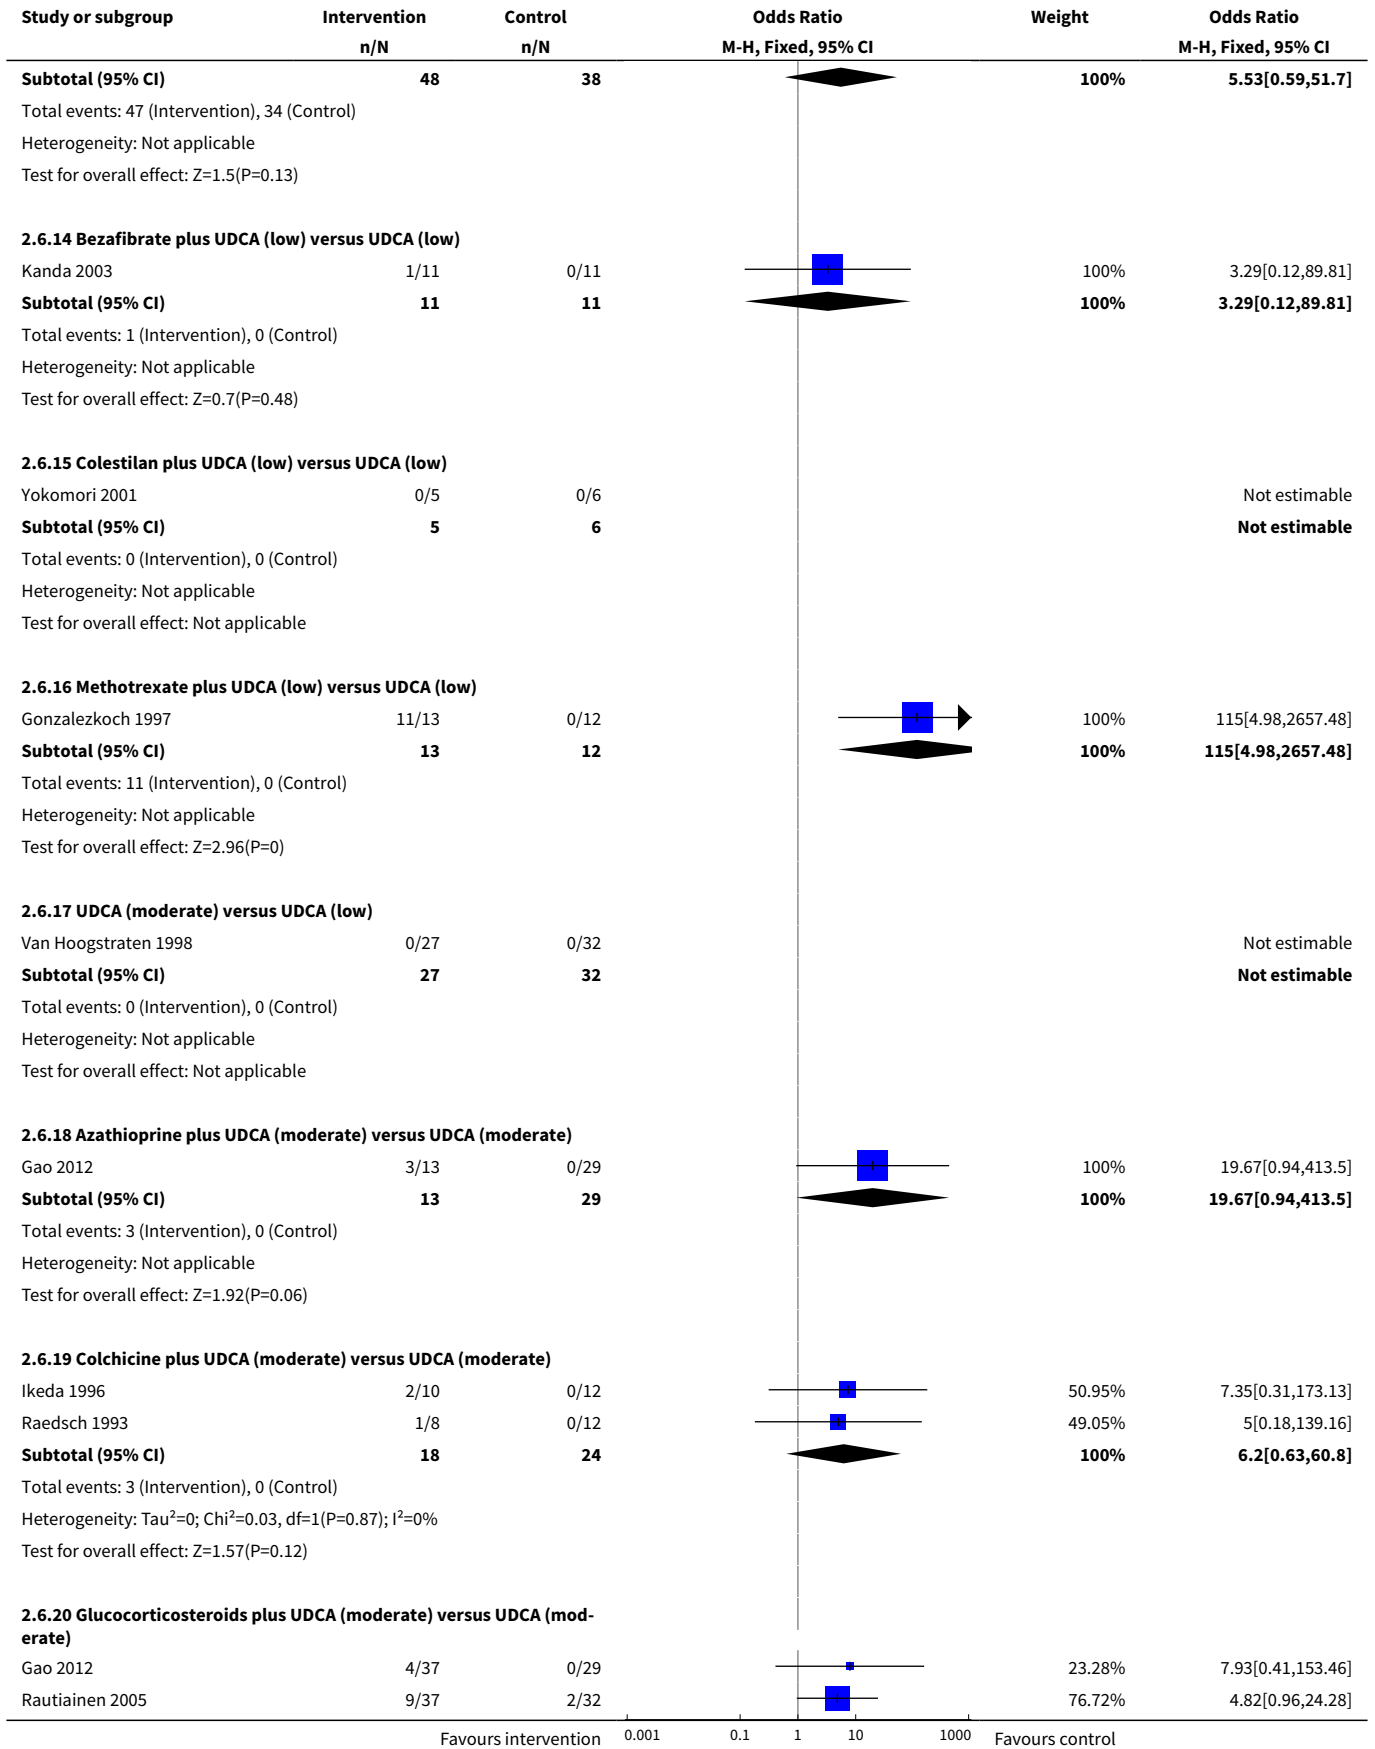 Study or subgroup Intervention Control Odds Ratio Weight Odds Ratio
n/N n/N M-H, Fixed, 95% CI M-H, Fixed, 95% CI
Subtotal (95% CI) 48 38 100% 5.53[0.59,51.7]
Total events: 47 (Intervention), 34 (Control)
Heterogeneity: Not applicable
Test for overall effect: Z=1.5(P=0.13)
2.6.14 Bezafibrate plus UDCA (low) versus UDCA (low)
Kanda 2003 1/11 0/11 100% 3.29[0.12,89.81]
Subtotal (95% CI) 11 11 100% 3.29[0.12,89.81]
Total events: 1 (Intervention), 0 (Control)
Heterogeneity: Not applicable
Test for overall effect: Z=0.7(P=0.48)
2.6.15 Colestilan plus UDCA (low) versus UDCA (low)
Yokomori 2001 0/5 0/6 Not estimable
Subtotal (95% CI) 5 6 Not estimable
Total events: 0 (Intervention), 0 (Control)
Heterogeneity: Not applicable
Test for overall effect: Not applicable
2.6.16 Methotrexate plus UDCA (low) versus UDCA (low)
Gonzalezkoch 1997 11/13 0/12 100% 115[4.98,2657.48]
Subtotal (95% CI) 13 12 100% 115[4.98,2657.48]
Total events: 11 (Intervention), 0 (Control)
Heterogeneity: Not applicable
Test for overall effect: Z=2.96(P=0)
2.6.17 UDCA (moderate) versus UDCA (low)
Van Hoogstraten 1998 0/27 0/32 Not estimable
Subtotal (95% CI) 27 32 Not estimable
Total events: 0 (Intervention), 0 (Control)
Heterogeneity: Not applicable
Test for overall effect: Not applicable
2.6.18 Azathioprine plus UDCA (moderate) versus UDCA (moderate)
Gao 2012 3/13 0/29 100% 19.67[0.94,413.5]
Subtotal (95% CI) 13 29 100% 19.67[0.94,413.5]
Total events: 3 (Intervention), 0 (Control)
Heterogeneity: Not applicable
Test for overall effect: Z=1.92(P=0.06)
2.6.19 Colchicine plus UDCA (moderate) versus UDCA (moderate)
Ikeda 1996 2/10 0/12 50.95% 7.35[0.31,173.13]
Raedsch 1993 1/8 0/12 49.05% 5[0.18,139.16]
Subtotal (95% CI) 18 24 100% 6.2[0.63,60.8]
Total events: 3 (Intervention), 0 (Control)
Heterogeneity: Tau²=0; Chi²=0.03, df=1(P=0.87); I²=0%
Test for overall effect: Z=1.57(P=0.12)
2.6.20 Glucocorticosteroids plus UDCA (moderate) versus UDCA (mod-
erate)
Gao 2012 4/37 0/29 23.28% 7.93[0.41,153.46]
Rautiainen 2005 9/37 2/32 76.72% 4.82[0.96,24.28]
Favours intervention 0.001 0.1 1 10 1000 Favours control